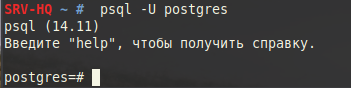 SRV-HQ ~ # psql -U postgres
psql (14.11)
Введите "help", чтобы получить справку.
postgres=#